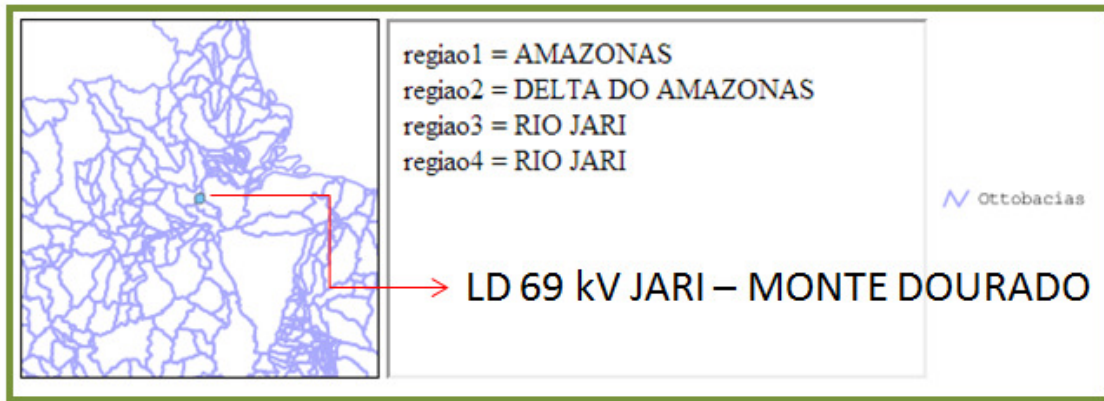 regiao1 = AMAZONAS
regiao2 = DELTA DO AMAZONAS
regiao3 = RIO JARI
regiao4 = RIO JARI
Ottobacias
LD 69 kV JARI – MONTE DOURADO